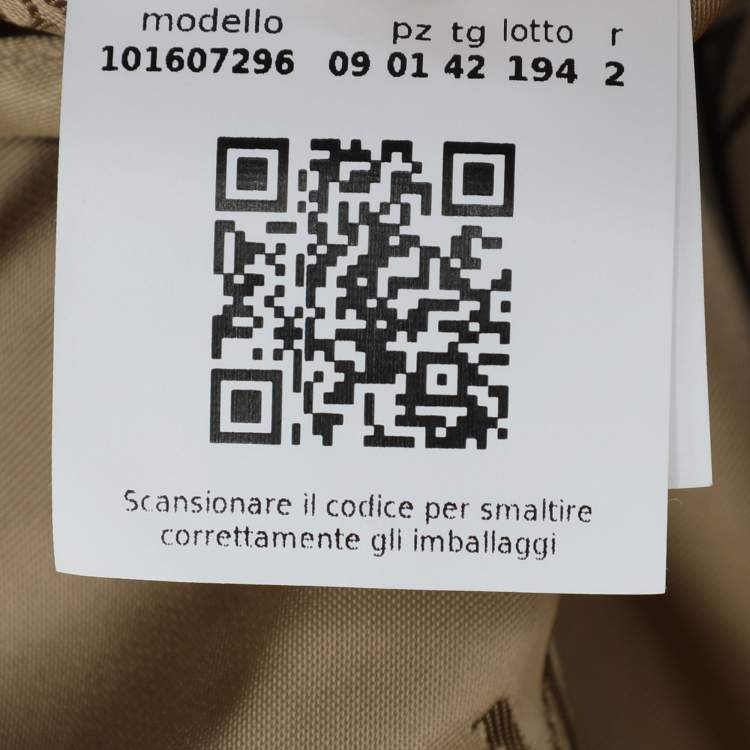 modello pz tg lotto r
101607296 09 01 42 194 2
Scansionare il codice per smaltire
correttamente gli imballaggi